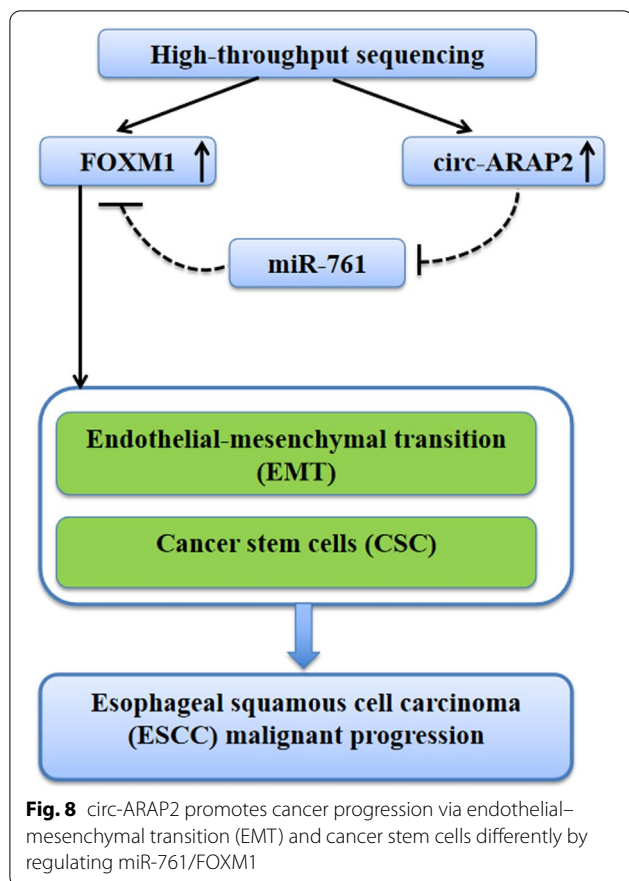 High-throughput sequencing
FOXM1
circ-ARAP2
miR-761
Endothelial-mesenchymal transition
(EMT)
Cancer stem cells (CSC)
Esophageal squamous cell carcinoma
(ESCC) malignant progression
Fig. 8 circ-ARAP2 promotes cancer progression via endothelial–
mesenchymal transition (EMT) and cancer stem cells differently by
regulating miR-761/FOXM1